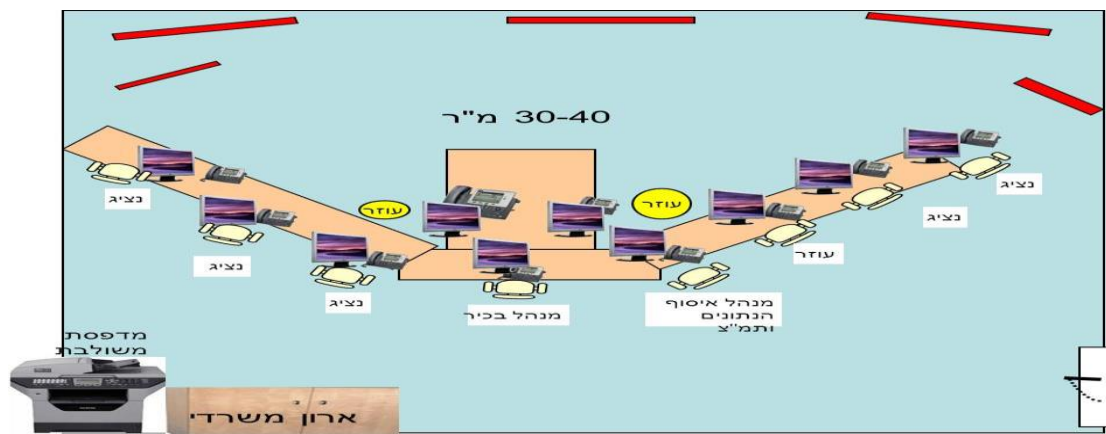 30-40 מ"ר
נציג
נציג
נציג
עוזר
מנהל בכיר
עוזר
מנהל איסוף
הנתונים
ותמ"צ
עוזר
נציג
נציג
מדפסת
משולבת
ארון משרדי